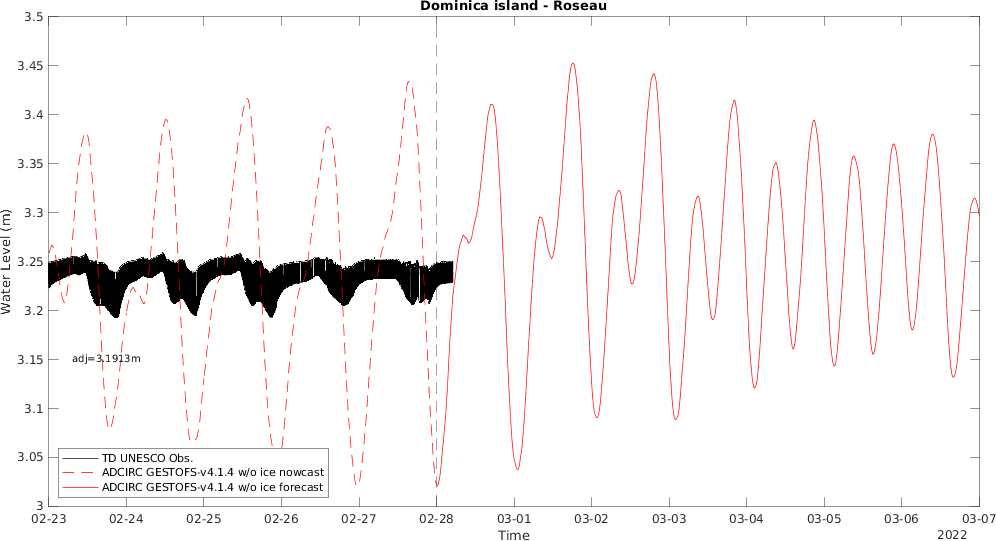 Dominica island - Roseau
3.5
3.45
3.4
3.35
3.3
3.25
3.2
3.15
3.1
3.05
3
Water Level (m)
adj=3.1913m
TD UNESCO Obs.
ADCIRC GESTOFS-v4.1.4 w/o ice nowcast
ADCIRC GESTOFS-v4.1.4 w/o ice forecast
02-23 02-24 02-25 02-26 02-27 02-28 03-01 03-02 03-03 03-04 03-05 03-06 03-07
Time
2022